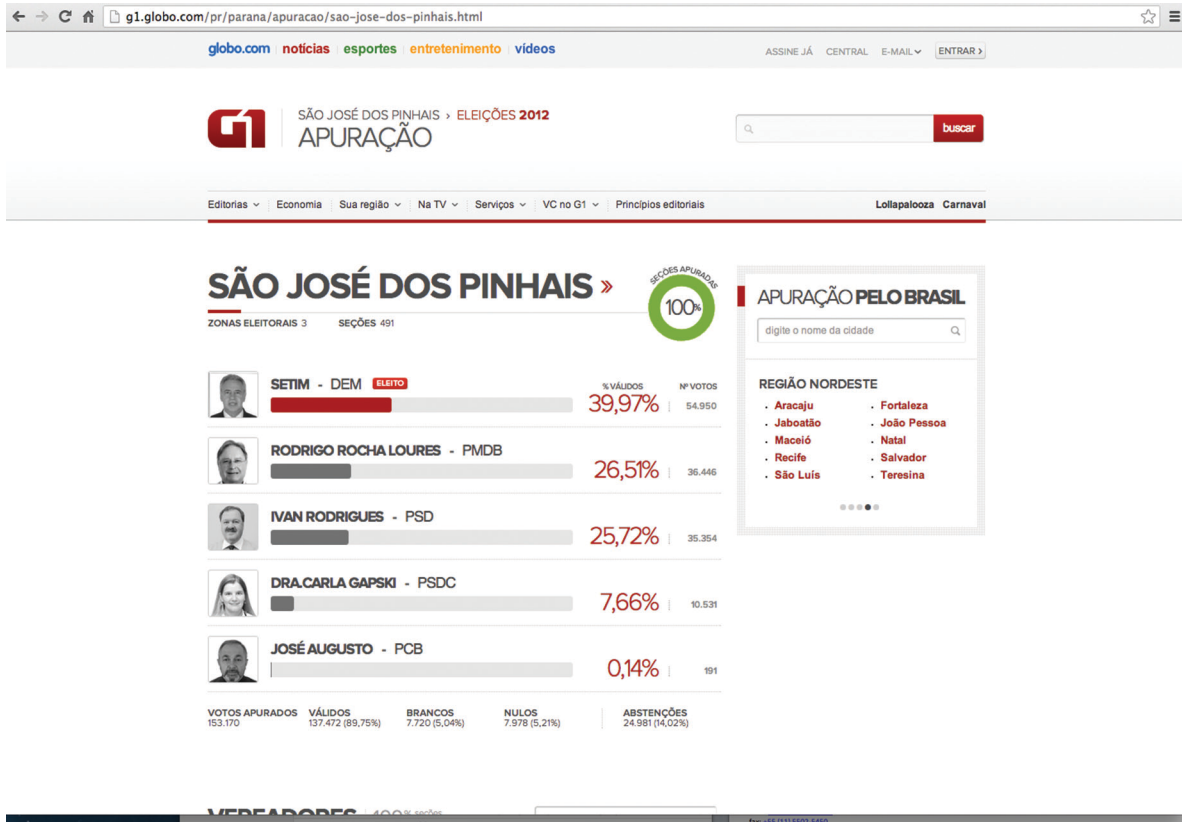 g1.globo.com/pr/parana/apuracao/sao-jose-dos-pinhais.html
globo.com notícias esportes entretenimento vídeos
ASSINE JÁ CENTRAL E-MAIL ENTRAR
G1
SÃO JOSÉ DOS PINHAIS › ELEIÇÕES 2012
APURAÇÃO
buscar
Editorias Economia Sua região Na TV Serviços VC no G1 Princípios editoriais Lollapalooza Carnaval
SÃO JOSÉ DOS PINHAIS »
SEÇÕES APURADAS
100%
ZONAS ELEITORAIS 3 SEÇÕES 491
% VÁLIDOS Nº VOTOS
SETIM - DEM ELEITO
39,97% 54.950
RODRIGO ROCHA LOURES - PMDB
26,51% 36.446
IVAN RODRIGUES - PSD
25,72% 35.354
DRA.CARLA GAPSKI - PSDC
7,66% 10.531
JOSÉ AUGUSTO - PCB
0,14% 191
VOTOS APURADOS VÁLIDOS BRANCOS NULOS ABSTENÇÕES
153.170 137.472 (89,75%) 7.720 (5,04%) 7.978 (5,21%) 24.981 (14,02%)
APURAÇÃO PELO BRASIL
digite o nome da cidade
REGIÃO NORDESTE
. Aracaju . Fortaleza
. Jaboatão . João Pessoa
. Maceió . Natal
. Recife . Salvador
. São Luís . Teresina
VEREADORES 100% seções